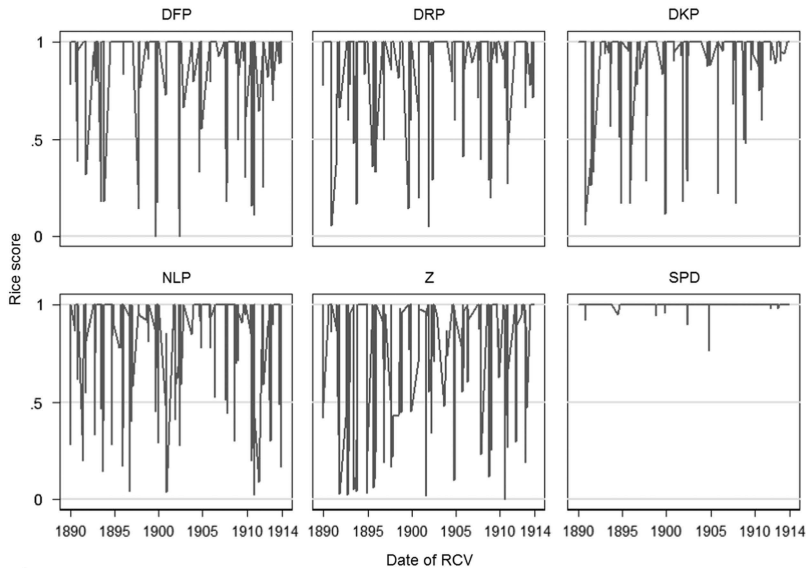 DFP DRP DKP
1
.5
0
NLP Z SPD
1
.5
0
Rice score
1890 1895 1900 1905 1910 1914 1890 1895 1900 1905 1910 1914 1890 1895 1900 1905 1910 1914
Date of RCV